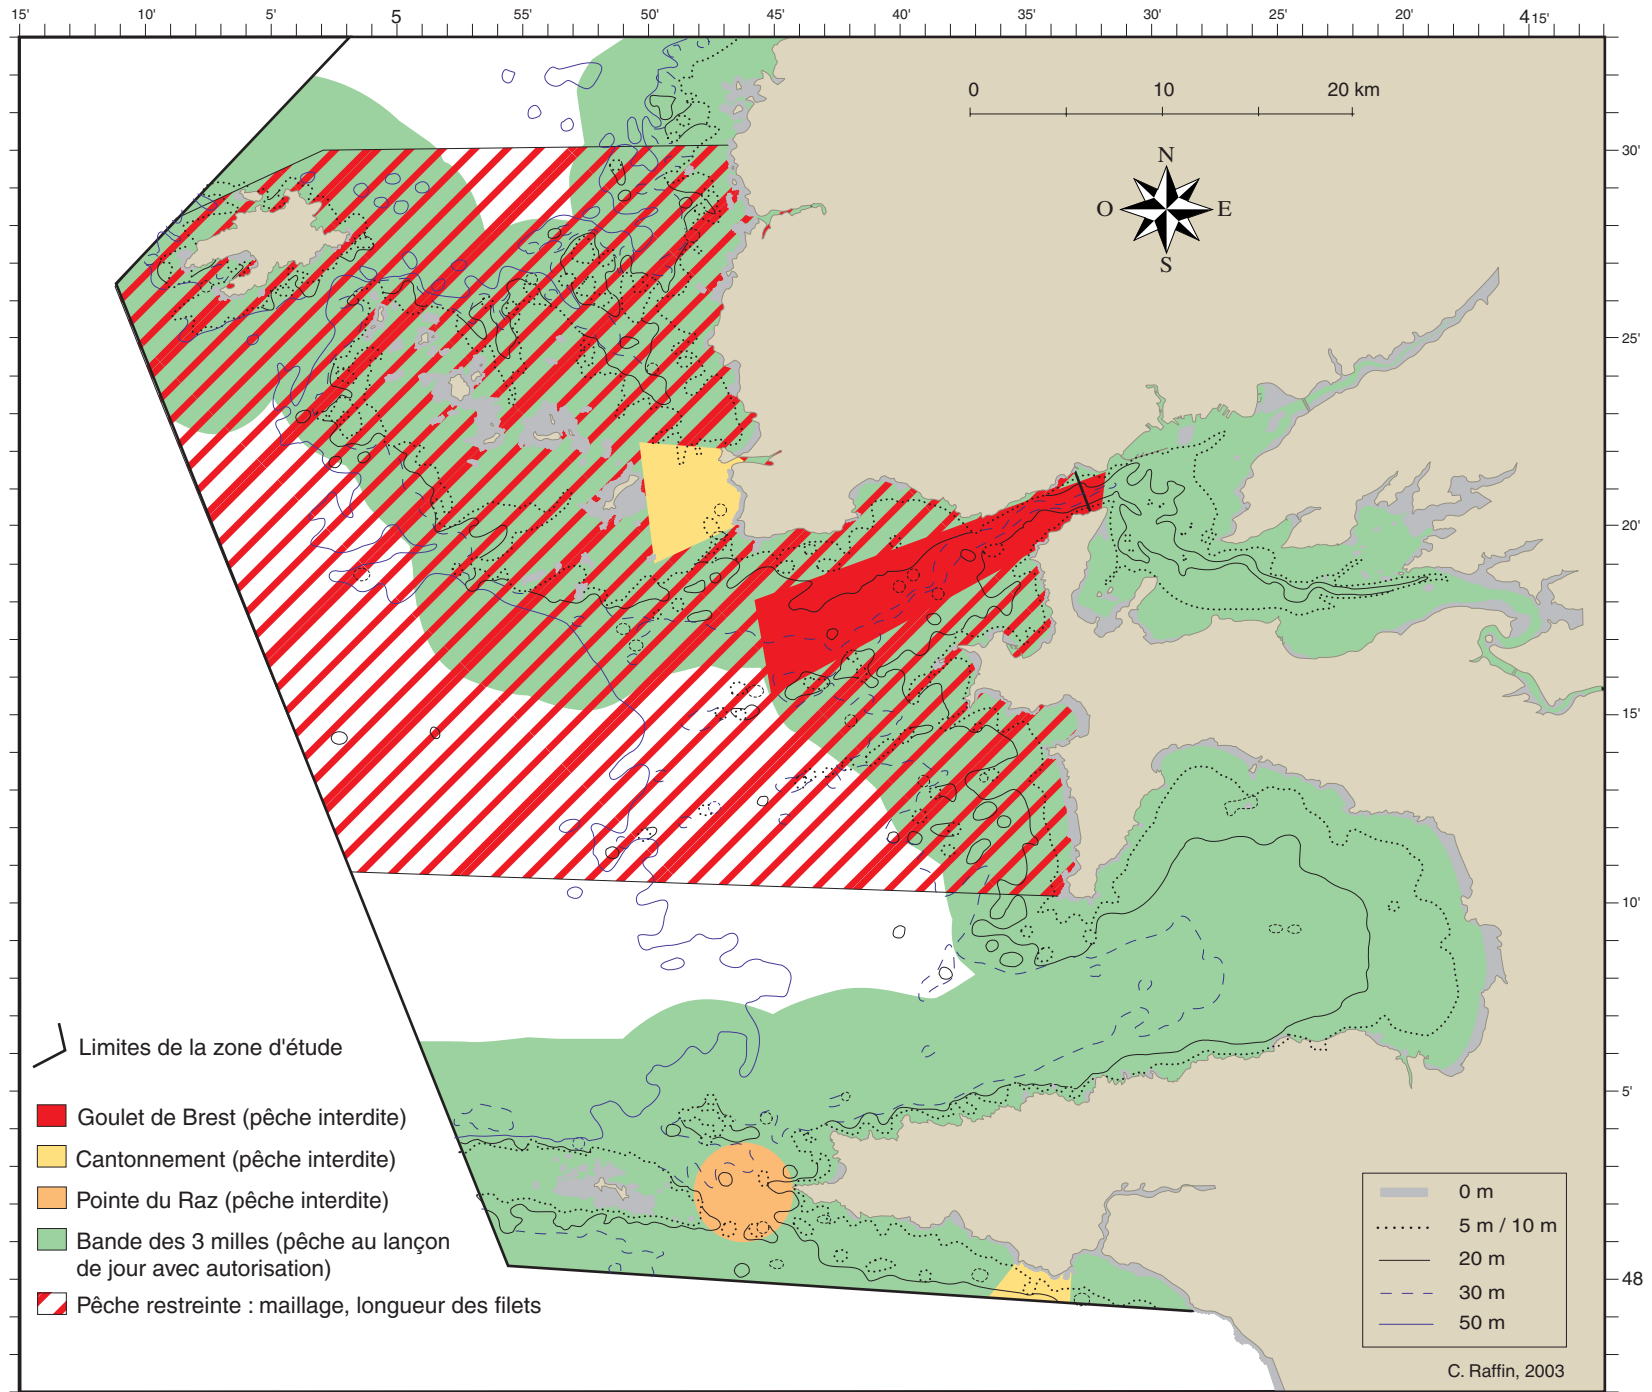 15'
10'
5'
5
55'
50'
45'
40'
35'
30'
25'
20'
4 15'
0
10
20 km
N
O
E
S
30'
25'
20'
15'
10'
5'
48
Limites de la zone d'étude
Goulet de Brest (pêche interdite)
Cantonnement (pêche interdite)
Pointe du Raz (pêche interdite)
Bande des 3 milles (pêche au lançon
de jour avec autorisation)
Pêche restreinte : maillage, longueur des filets
0 m
5 m / 10 m
20 m
30 m
50 m
C. Raffin, 2003